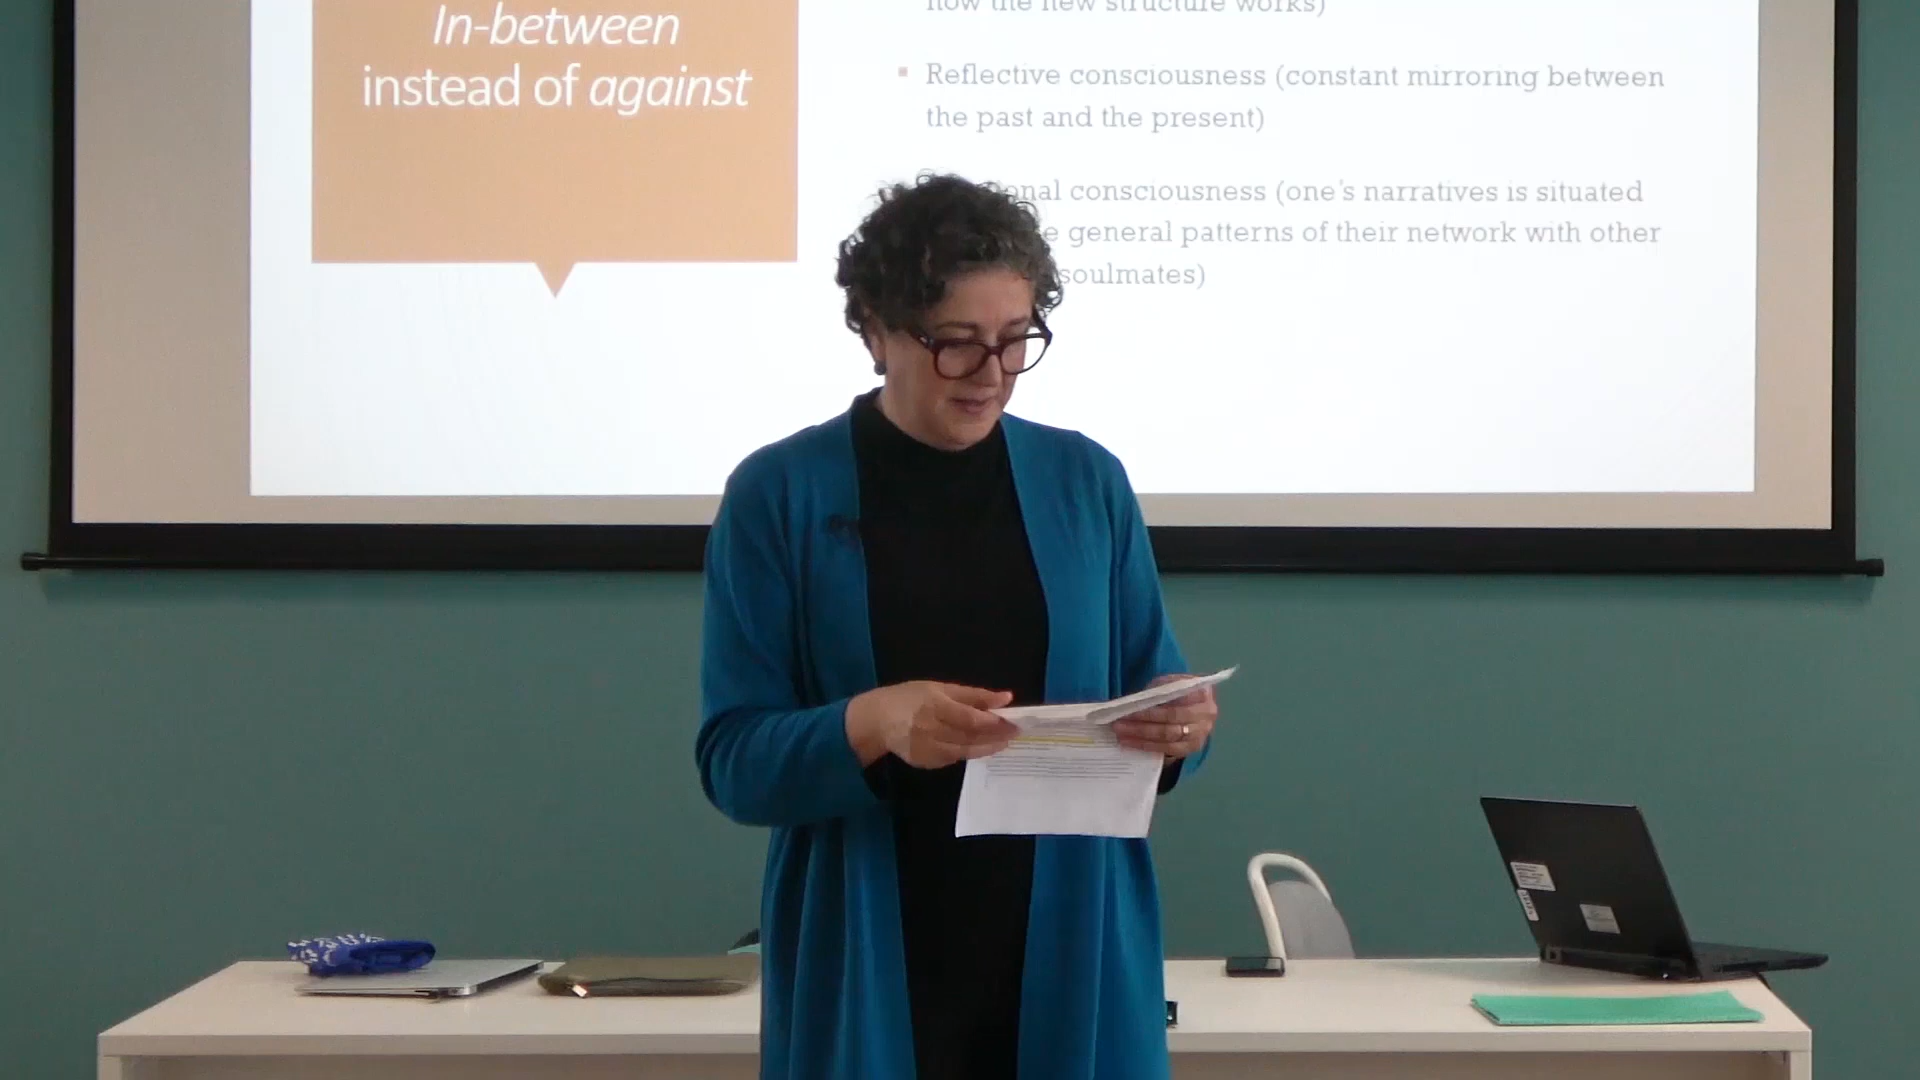 In-between
instead of against
how the new structure works)
Reflective consciousness (constant mirroring between
the past and the present)
consciousness (one's narratives is situated
general patterns of their network with other
soulmates)